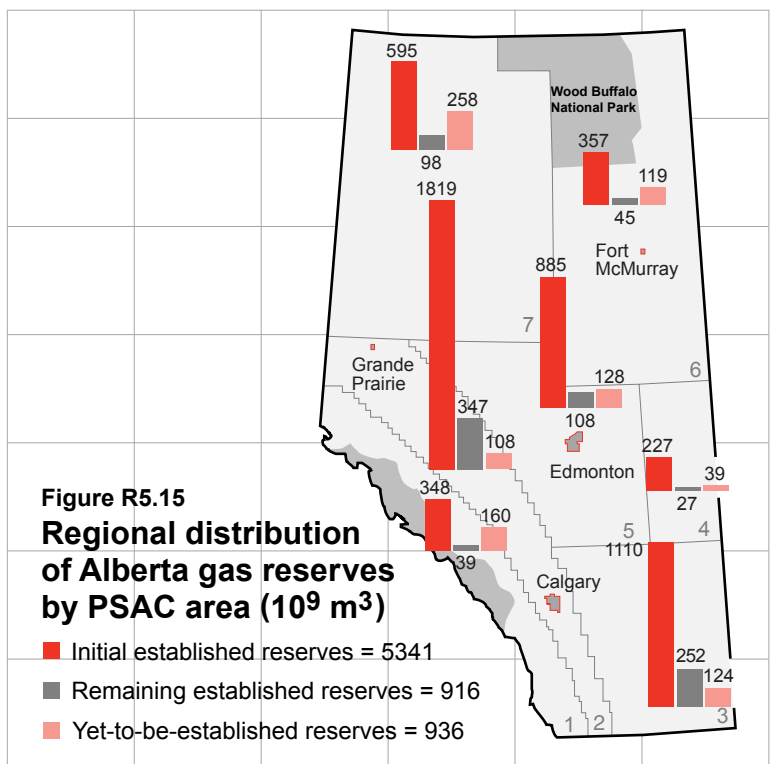 595
Wood Buffalo
National Park
258
357
98
119
1819
45
Fort
McMurray
885
7
Grande
Prairie
6
128
347
108
108
227
Edmonton
39
Figure R5.15
348
27
Regional distribution
160
of Alberta gas reserves
5
4
1110
39
by PSAC area (10⁹ m³)
Calgary
Initial established reserves = 5341
252
124
Remaining established reserves = 916
1
2
3
Yet-to-be-established reserves = 936